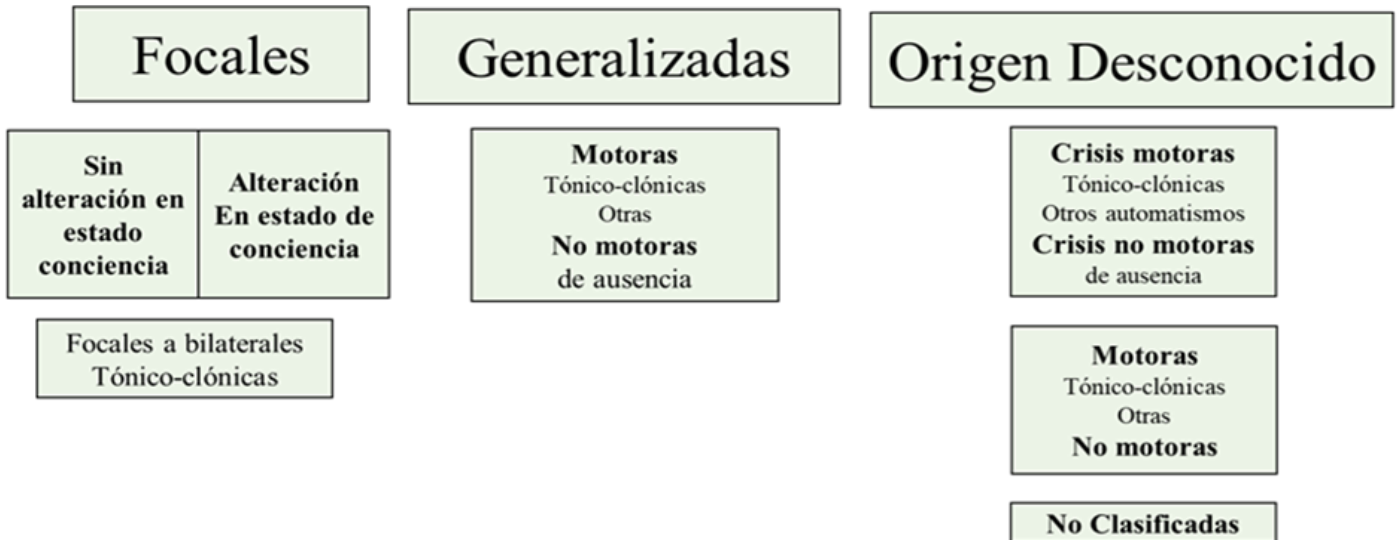 Focales
Sin
alteración en
estado
conciencia
Alteración
En estado de
conciencia
Focales a bilaterales
Tónico-clónicas
Generalizadas
Motoras
Tónico-clónicas
Otras
No motoras
de ausencia
Origen Desconocido
Crisis motoras
Tónico-clónicas
Otros automatismos
Crisis no motoras
de ausencia
Motoras
Tónico-clónicas
Otras
No motoras
No Clasificadas